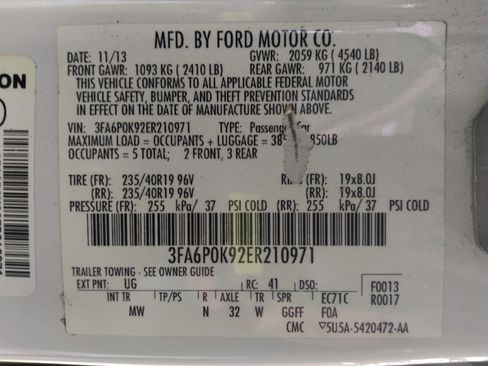 MFD. BY FORD MOTOR CO.
DATE: 11/13 GVWR: 2059 KG (4540 LB)
FRONT GAWR: 1093 KG (2410 LB) REAR GAWR: 971 KG (2140 LB)
THIS VEHICLE CONFORMS TO ALL APPLICABLE FEDERAL MOTOR
VEHICLE SAFETY, BUMPER, AND THEFT PREVENTION STANDARDS
IN EFFECT ON THE DATE OF MANUFACTURE SHOWN ABOVE.
VIN: 3FA6P0K92ER210971 TYPE: Passenger Car
MAXIMUM LOAD = OCCUPANTS + LUGGAGE = 850LB
OCCUPANTS = 5 TOTAL; 2 FRONT, 3 REAR
TIRE (FR): 235/40R19 96V (FR): 19x8.0J
(RR): 235/40R19 96V (RR): 19x8.0J
PRESSURE (FR): 255 kPa/ 37 PSI COLD (RR): 255 kPa/ 37 PSI COLD
3FA6P0K92ER210971
TRAILER TOWING - SEE OWNER GUIDE
EXT PNT: UG RC: 41 DSO: F0013
R0017
INT TR TP/PS R AXLE TR SPR EC71C
MW N 32 W GGFF FOA
CMC ▽5U5A-5420472-AA
ON